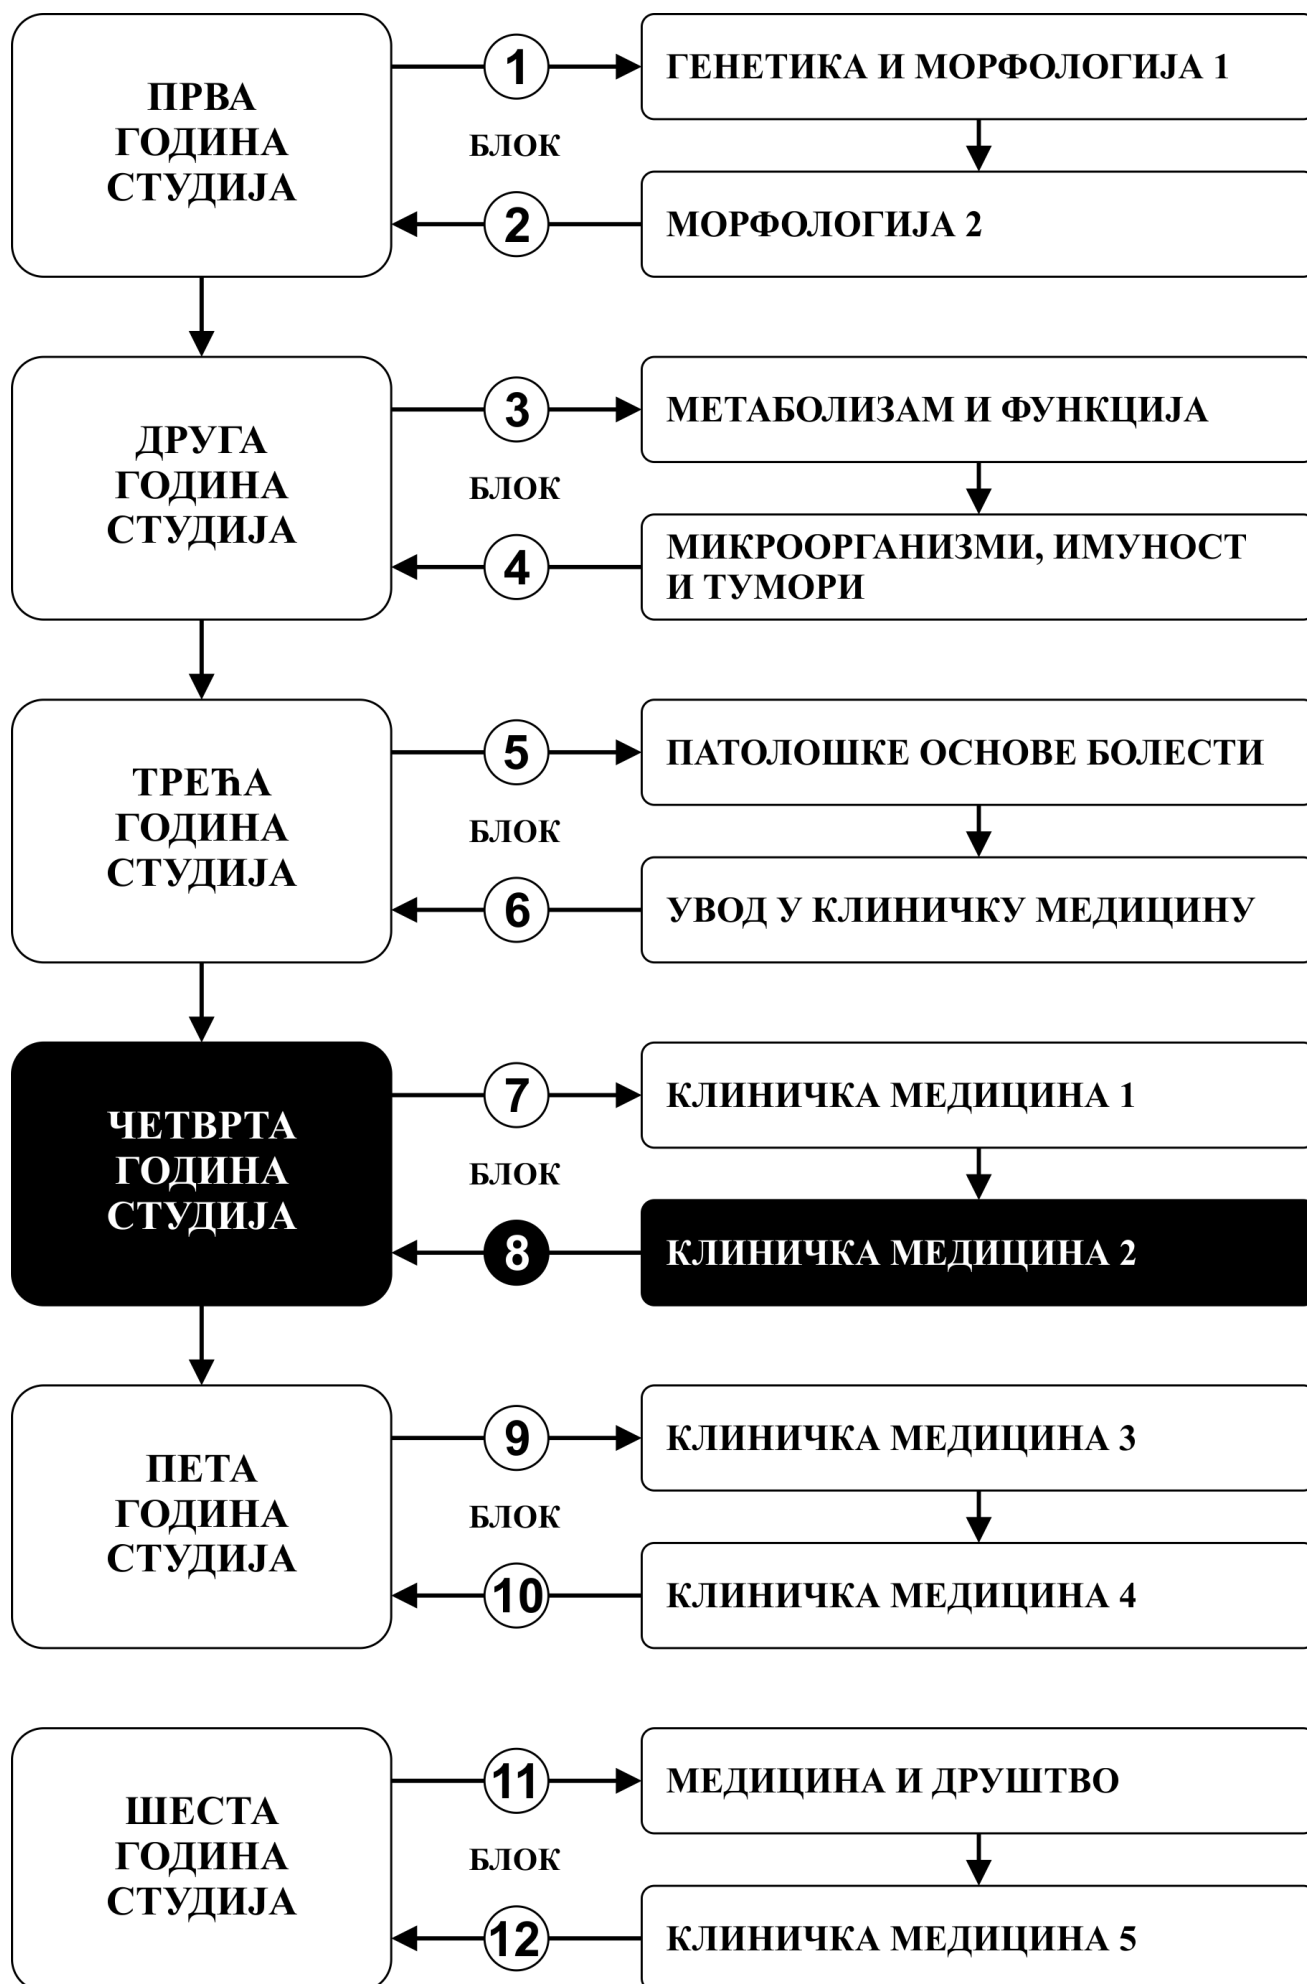 ПРВА
ГОДИНА
СТУДИЈА
1
БЛОК
2
ГЕНЕТИКА И МОРФОЛОГИЈА 1
МОРФОЛОГИЈА 2
ДРУГА
ГОДИНА
СТУДИЈА
3
БЛОК
4
МЕТАБОЛИЗАМ И ФУНКЦИЈА
МИКРООРГАНИЗМИ, ИМУНОСТ
И ТУМОРИ
ТРЕЋА
ГОДИНА
СТУДИЈА
5
БЛОК
6
ПАТОЛОШКЕ ОСНОВЕ БОЛЕСТИ
УВОД У КЛИНИЧКУ МЕДИЦИНУ
ЧЕТВРТА
ГОДИНА
СТУДИЈА
7
БЛОК
8
КЛИНИЧКА МЕДИЦИНА 1
КЛИНИЧКА МЕДИЦИНА 2
ПЕТА
ГОДИНА
СТУДИЈА
9
БЛОК
10
КЛИНИЧКА МЕДИЦИНА 3
КЛИНИЧКА МЕДИЦИНА 4
ШЕСТА
ГОДИНА
СТУДИЈА
11
БЛОК
12
МЕДИЦИНА И ДРУШТВО
КЛИНИЧКА МЕДИЦИНА 5